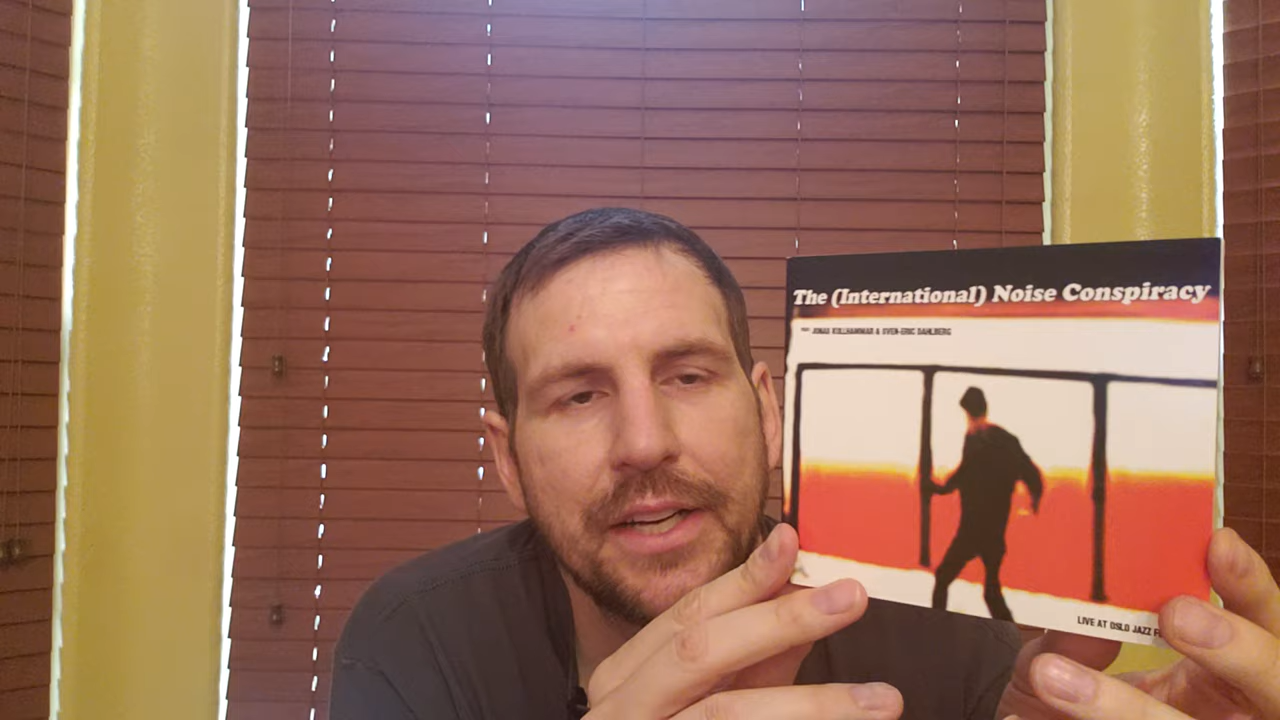 The (International) Noise Conspiracy
JONAS KULLHAMMAR & SVEN-ERIC DAHLBERG
LIVE AT OSLO JAZZ